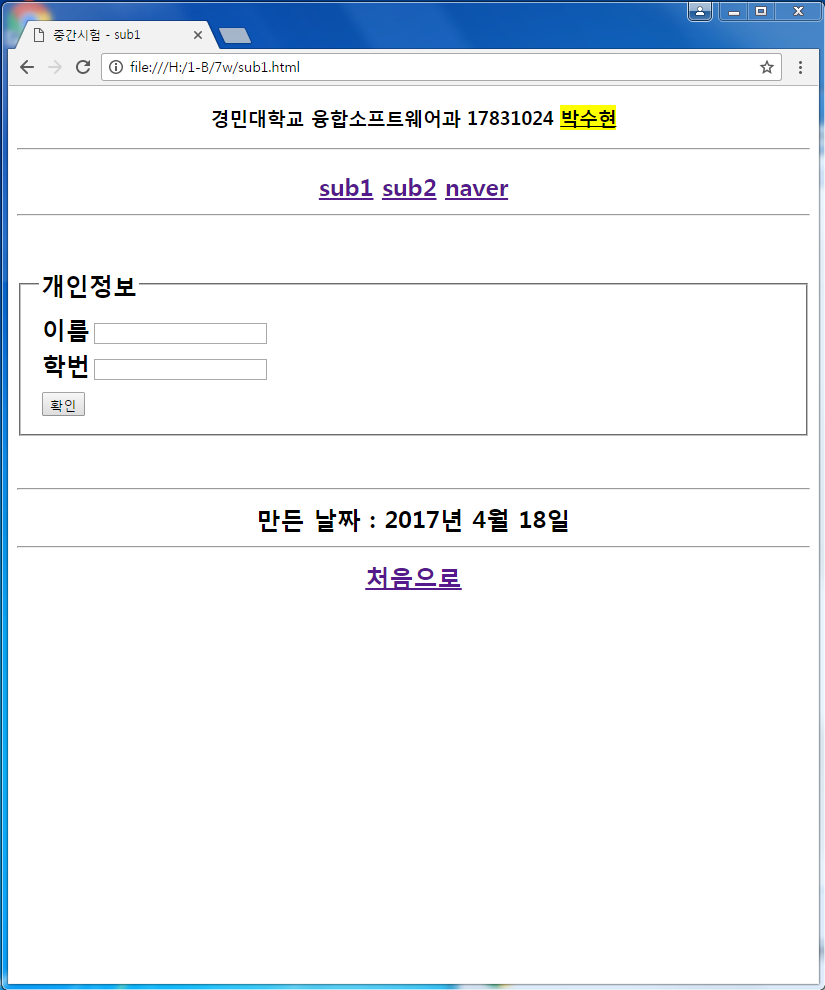 중간시험 - sub1
file:///H:/1-B/7w/sub1.html
경민대학교 융합소프트웨어과 17831024 박수현
sub1 sub2 naver
개인정보
이름
학번
확인
만든 날짜 : 2017년 4월 18일
처음으로